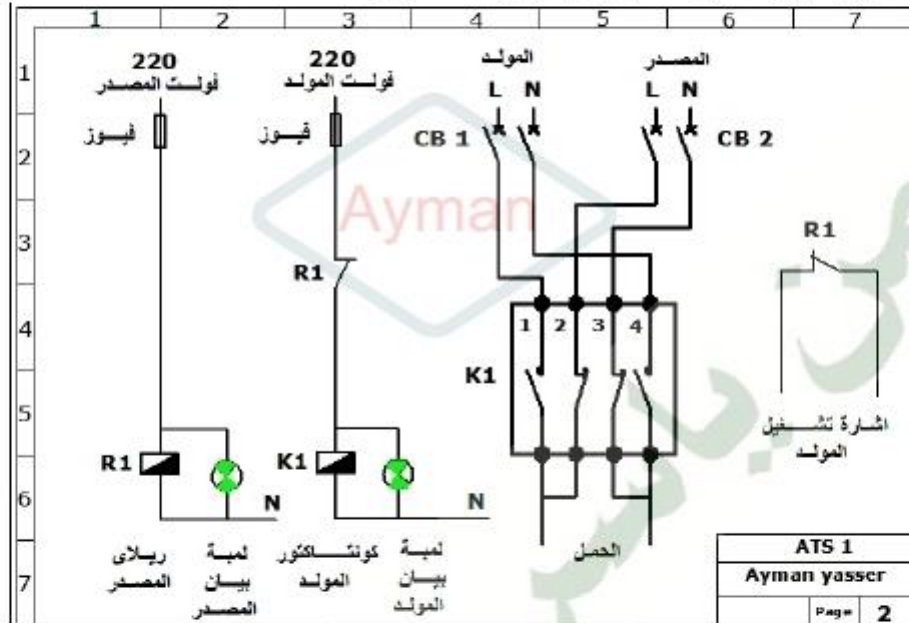 1 2 3 4 5 6 7
1
2
3
4
5
6
7
220
فولت المصدر
فيوز
R1
N
ريلاى
المصدر
لمبة
بيان
المصدر
220
فولت المولد
فيوز
R1
K1
N
كونتاكتور
المولد
لمبة
بيان
المولد
المولد
L N
CB 1
المصدر
L N
CB 2
1 2 3 4
K1
الحمل
R1
اشارة تشغيل
المولد
Ayman
ATS 1
Ayman yasser
Page 2